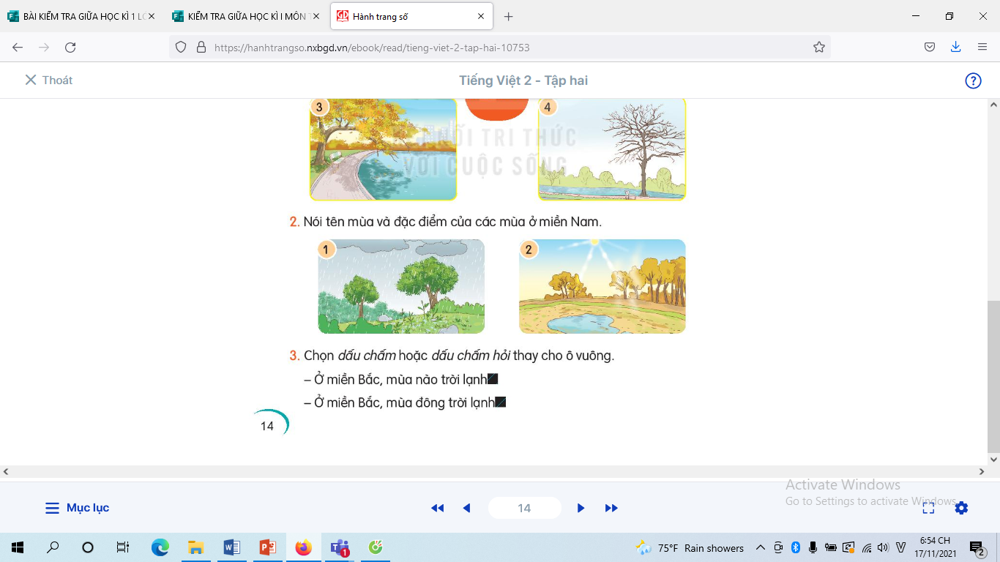 BÀI KIỂM TRA GIỮA HỌC KÌ 1 LỚ
KIỂM TRA GIỮA HỌC KÌ I MÔN T
Hành trang số
https://hanhtrangso.nxbgd.vn/ebook/read/tieng-viet-2-tap-hai-10753
Thoát
Tiếng Việt 2 - Tập hai
?
3
4
NỐI TRI THỨC
VỚI CUỘC SỐNG
2. Nói tên mùa và đặc điểm của các mùa ở miền Nam.
1
2
3. Chọn dấu chấm hoặc dấu chấm hỏi thay cho ô vuông.
– Ở miền Bắc, mùa nào trời lạnh
– Ở miền Bắc, mùa đông trời lạnh
14
Activate Windows
Go to Settings to activate Windows.
Mục lục
14
75°F Rain showers
6:54 CH
17/11/2021
1
2